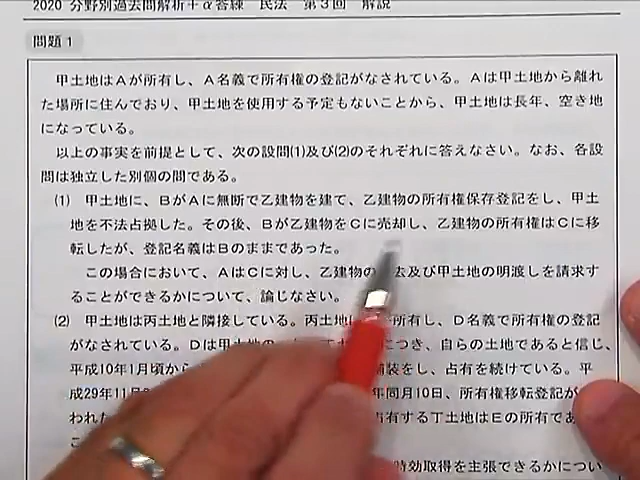 2020 分野別過去問解析＋α答練 民法 第３回 解説
問題１
甲土地はＡが所有し、Ａ名義で所有権の登記がなされている。Ａは甲土地から離れ
た場所に住んでおり、甲土地を使用する予定もないことから、甲土地は長年、空き地
になっている。
以上の事実を前提として、次の設問(1)及び(2)のそれぞれに答えなさい。なお、各設
問は独立した別個の問である。
(1) 甲土地に、ＢがＡに無断で乙建物を建て、乙建物の所有権保存登記をし、甲土
地を不法占拠した。その後、Ｂが乙建物をＣに売却し、乙建物の所有権はＣに移
転したが、登記名義はＢのままであった。
この場合において、ＡはＣに対し、乙建物の 去及び甲土地の明渡しを請求す
ることができるかについて、論じなさい。
(2) 甲土地は丙土地と隣接している。丙土地 所有し、Ｄ名義で所有権の登記
がなされている。Ｄは甲土地の につき、自らの土地であると信じ、
平成10年1月頃から 舗装をし、占有を続けている。平
成29年11月 年同月10日、所有権移転登記が
われた 有する丁土地はＥの所有であ
こ
時効取得を主張できるかについ